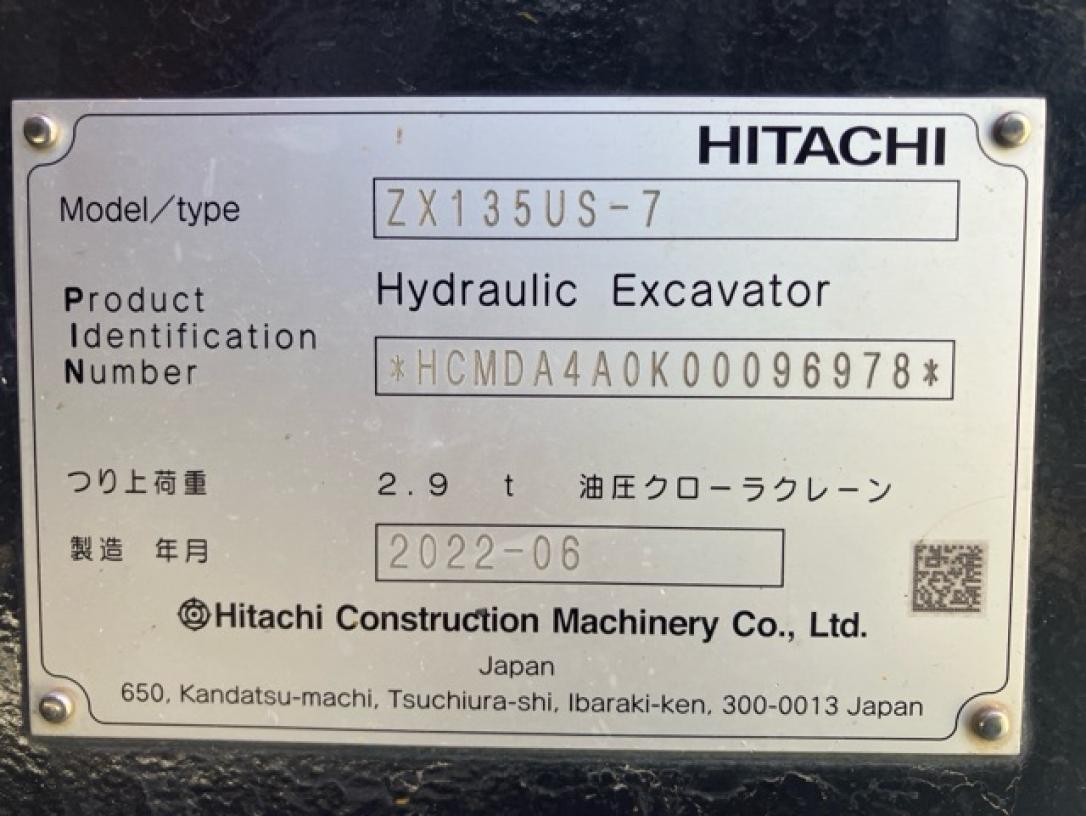 HITACHI
Model/type ZX135US-7
Hydraulic Excavator
Product
Identification
Number *HCMDA4A0K00096978*
つり上荷重 2.9 t 油圧クローラクレーン
製造 年月 2022-06
Hitachi Construction Machinery Co., Ltd.
Japan
650, Kandatsu-machi, Tsuchiura-shi, Ibaraki-ken, 300-0013 Japan